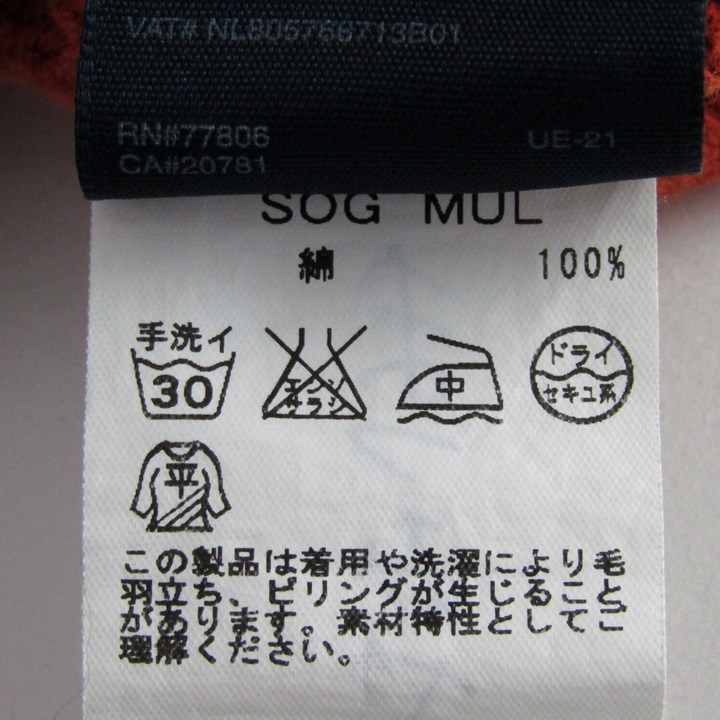 VAT# NL805766713B01
RN#77806
UE-21
CA#20781
SOG MUL
綿 100%
手洗イ
30
エンソ
サラシ
中
ドライ
セキユ系
平
この製品は着用や洗濯により毛
羽立ち、ピリングが生じること
があります。素材特性としてご
理解ください。